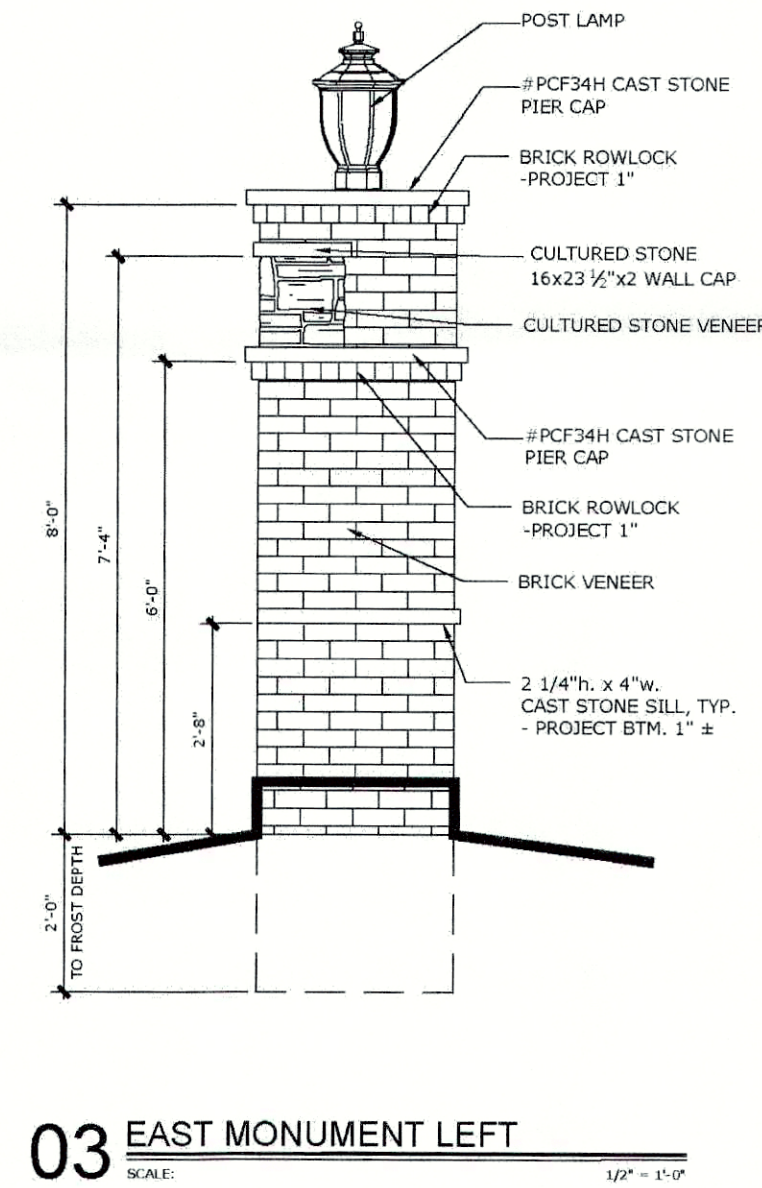 POST LAMP
#PCF34H CAST STONE
PIER CAP
BRICK ROWLOCK
-PROJECT 1"
CULTURED STONE
16x23 ½"x2 WALL CAP
CULTURED STONE VENEER
#PCF34H CAST STONE
PIER CAP
BRICK ROWLOCK
-PROJECT 1"
BRICK VENEER
2 1/4"h. x 4"w.
CAST STONE SILL, TYP.
- PROJECT BTM. 1" ±
8'-0"
7'-4"
6'-0"
2'-8"
2'-0"
TO FROST DEPTH
03 EAST MONUMENT LEFT
SCALE: 1/2" = 1'-0"